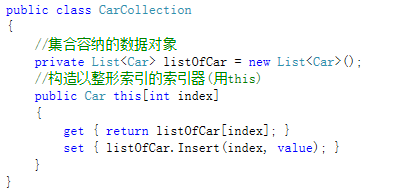 public class CarCollection
{
//集合容纳的数据对象
private List<Car> listOfCar = new List<Car>();
//构造以整形索引的索引器(用this)
public Car this[int index]
{
get { return listOfCar[index]; }
set { listOfCar.Insert(index, value); }
}
}